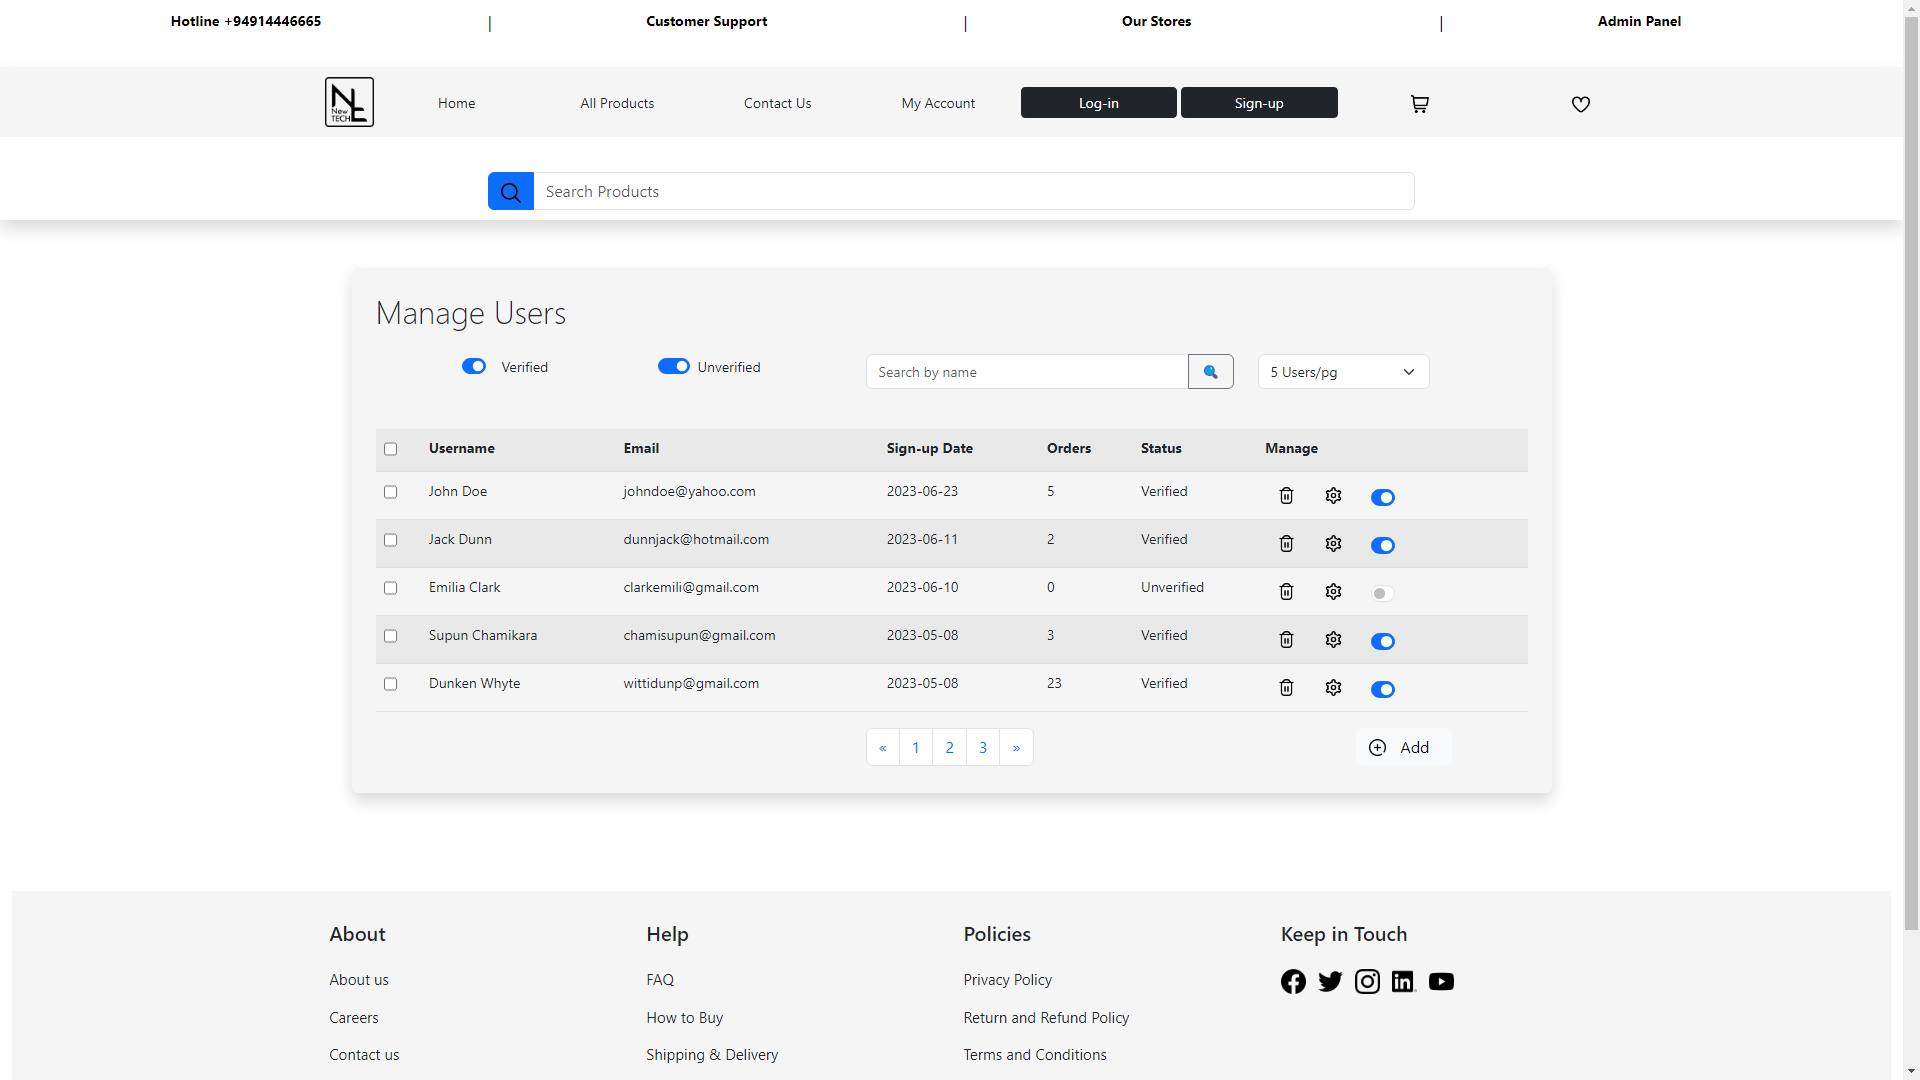 Hotline +94914446665 | Customer Support | Our Stores | Admin Panel
New TECH
Home All Products Contact Us My Account Log-in Sign-up
Search Products
Manage Users
Verified Unverified Search by name 5 Users/pg
Username Email Sign-up Date Orders Status Manage
John Doe johndoe@yahoo.com 2023-06-23 5 Verified
Jack Dunn dunnjack@hotmail.com 2023-06-11 2 Verified
Emilia Clark clarkemili@gmail.com 2023-06-10 0 Unverified
Supun Chamikara chamisupun@gmail.com 2023-05-08 3 Verified
Dunken Whyte wittidunp@gmail.com 2023-05-08 23 Verified
« 1 2 3 » Add
About Help Policies Keep in Touch
About us FAQ Privacy Policy
Careers How to Buy Return and Refund Policy
Contact us Shipping & Delivery Terms and Conditions